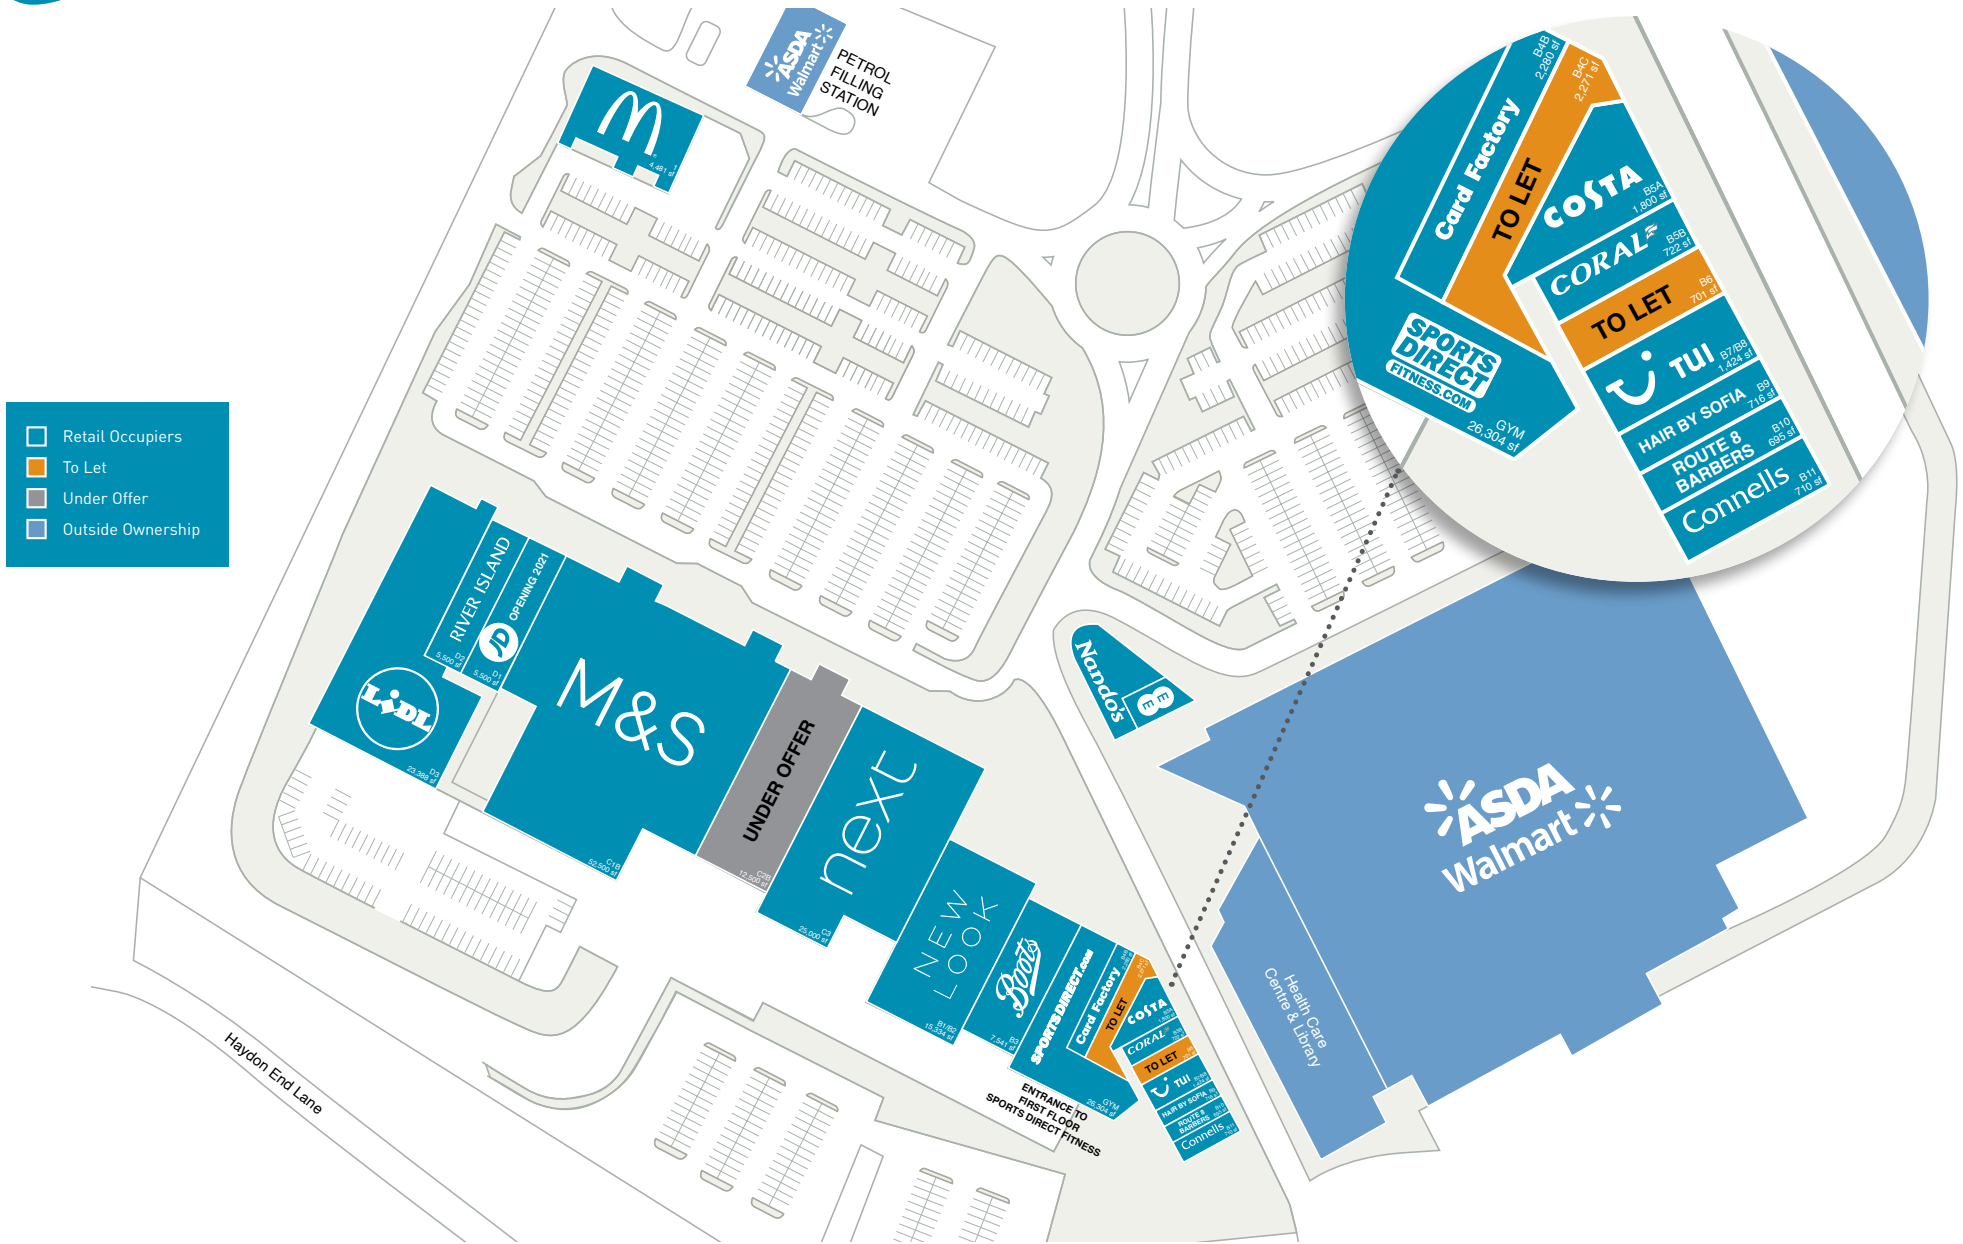 ASDA
Walmart
PETROL
FILLING
STATION
1
4,481 sf
Retail Occupiers
To Let
Under Offer
Outside Ownership
B4B
2,280 sf
Card Factory
B4C
2,271 sf
TO LET
COSTA
B5A
1,800 sf
CORAL
B5B
722 sf
TO LET
B6
701 sf
TUI
B7/B8
1,424 sf
HAIR BY SOFIA
B9
716 sf
ROUTE 8
BARBERS
B10
695 sf
Connells
B11
710 sf
SPORTS
DIRECT
FITNESS.COM
GYM
26,304 sf
RIVER ISLAND
D2
5,500 sf
JD
OPENING 2021
D1
5,500 sf
LIDL
D3
23,388 sf
M&S
C1B
52,500 sf
UNDER OFFER
C2B
12,500 sf
next
C3
25,000 sf
NEW
LOOK
B1/B2
15,334 sf
Boots
B3
7,541 sf
SPORTSDIRECT.com
Card Factory
TO LET
COSTA
CORAL
TO LET
TUI
HAIR BY SOFIA
ROUTE 8
BARBERS
Connells
GYM
26,304 sf
ENTRANCE TO
FIRST FLOOR
SPORTS DIRECT FITNESS
Nando's
EE
ASDA
Walmart
Health Care
Centre & Library
Haydon End Lane